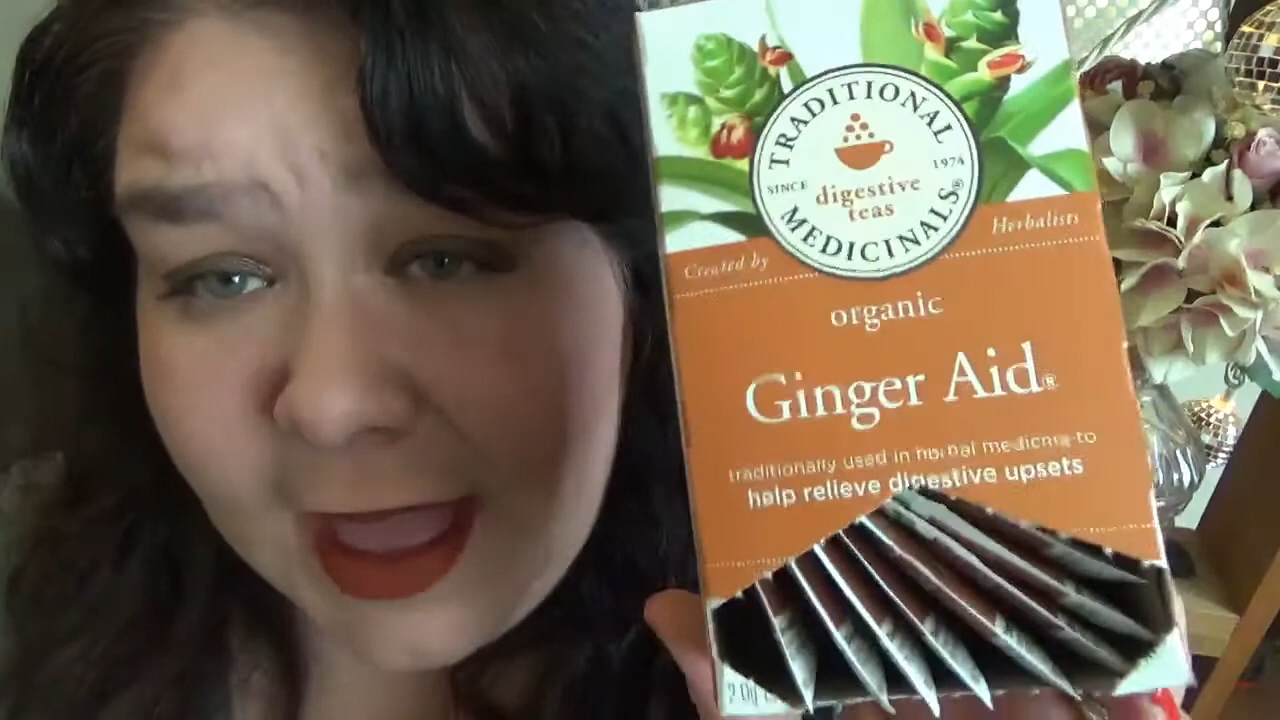 TRADITIONAL
SINCE 1974
digestive
teas
MEDICINALS®
Created by Herbalists
organic
Ginger Aid®
traditionally used in herbal medicine to
help relieve digestive upsets